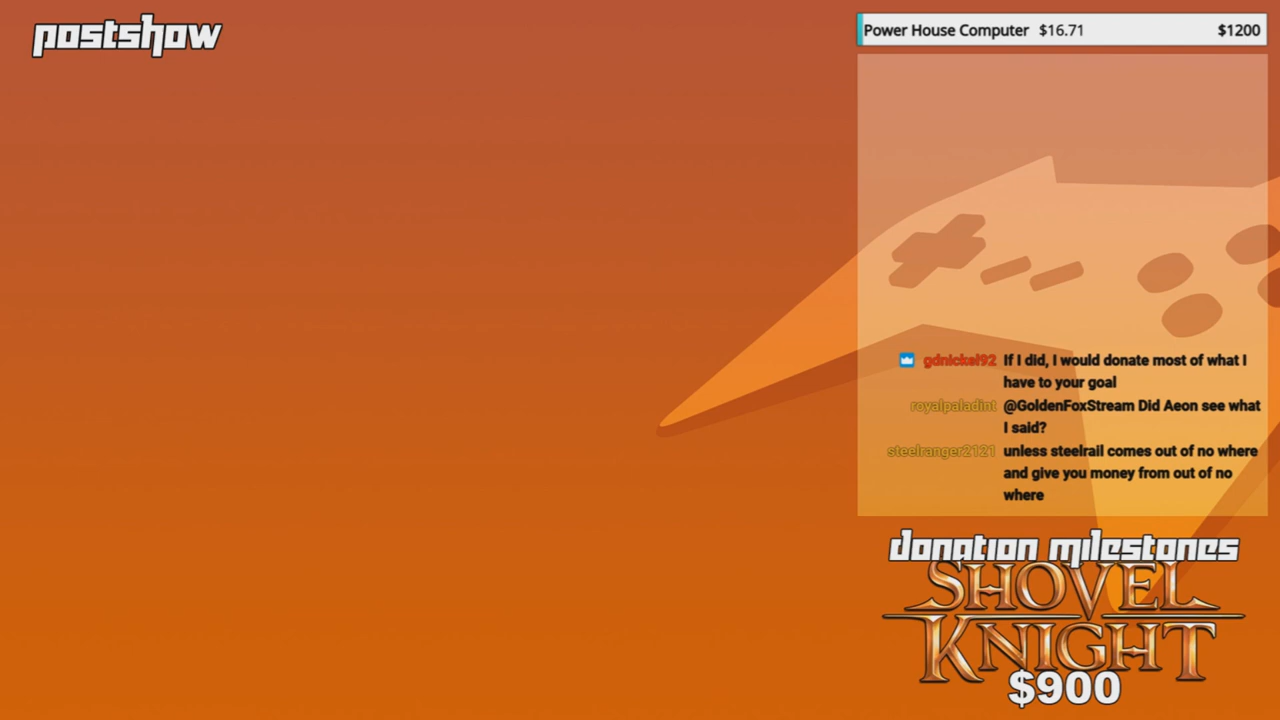 postshow
Power House Computer $16.71 $1200
gdnickel92 If I did, I would donate most of what I
have to your goal
royalpaladint @GoldenFoxStream Did Aeon see what
I said?
steelranger2121 unless steelrail comes out of no where
and give you money from out of no
where
donation milestones
SHOVEL
KNIGHT
$900